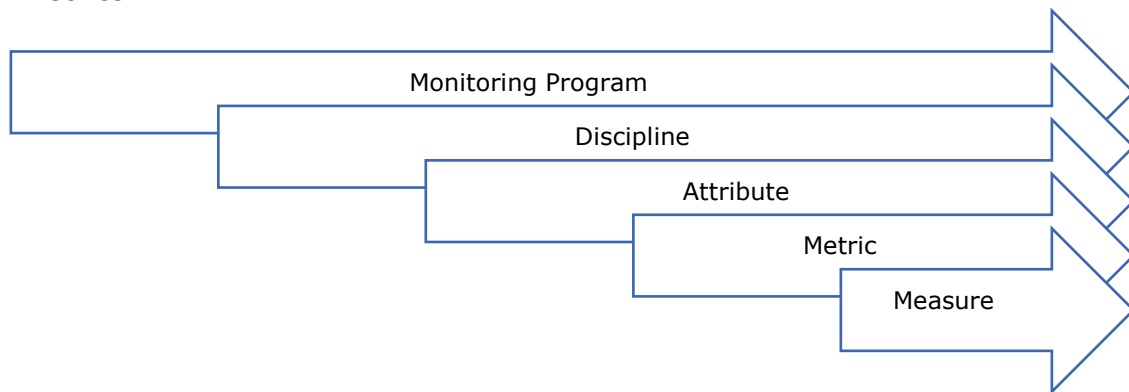 Monitoring Program
Discipline
Attribute
Metric
Measure